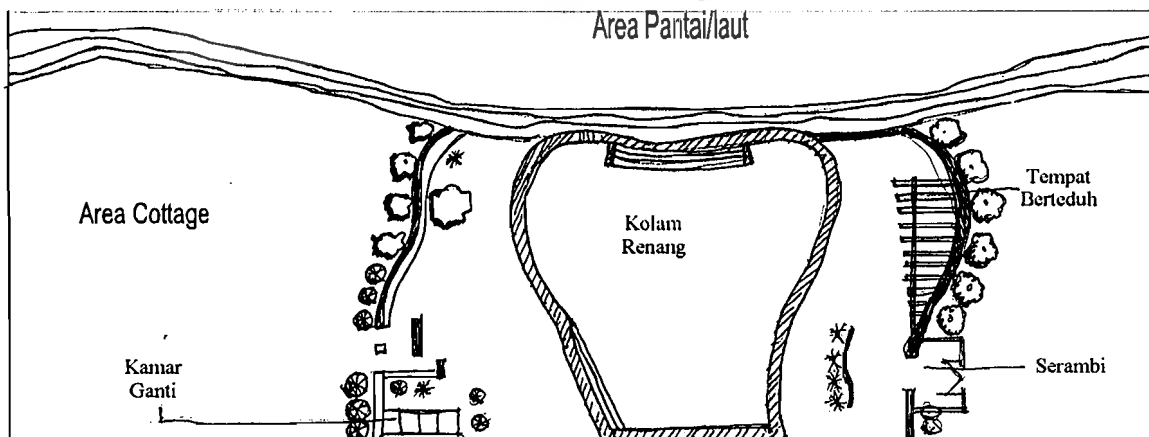 Area Pantai/laut
Tempat
Berteduh
Area Cottage
Kolam
Renang
Kamar
Ganti
Serambi